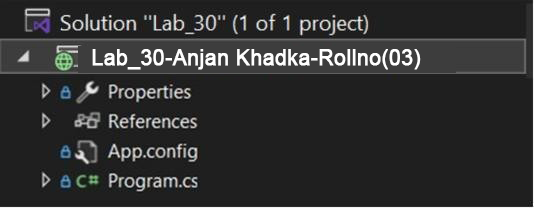 Solution "Lab_30" (1 of 1 project)
Lab_30-Anjan Khadka-Rollno(03)
Properties
References
App.config
C# Program.cs